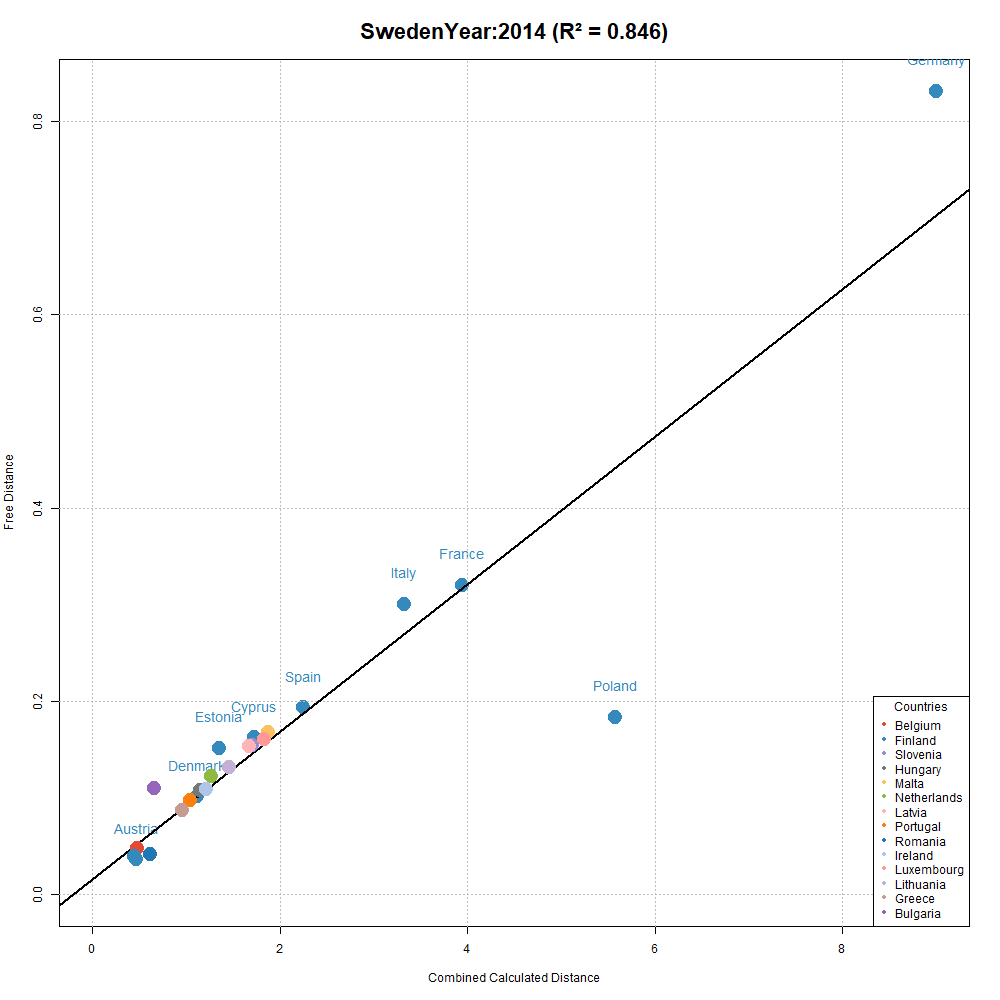 SwedenYear:2014 (R² = 0.846)
Germany
0.8
0.6
Free Distance
0.4
France
Italy
Spain
Poland
0.2
Cyprus
Estonia
Denmark
Austria
0.0
Countries
Belgium
Finland
Slovenia
Hungary
Malta
Netherlands
Latvia
Portugal
Romania
Ireland
Luxembourg
Lithuania
Greece
Bulgaria
0 2 4 6 8
Combined Calculated Distance